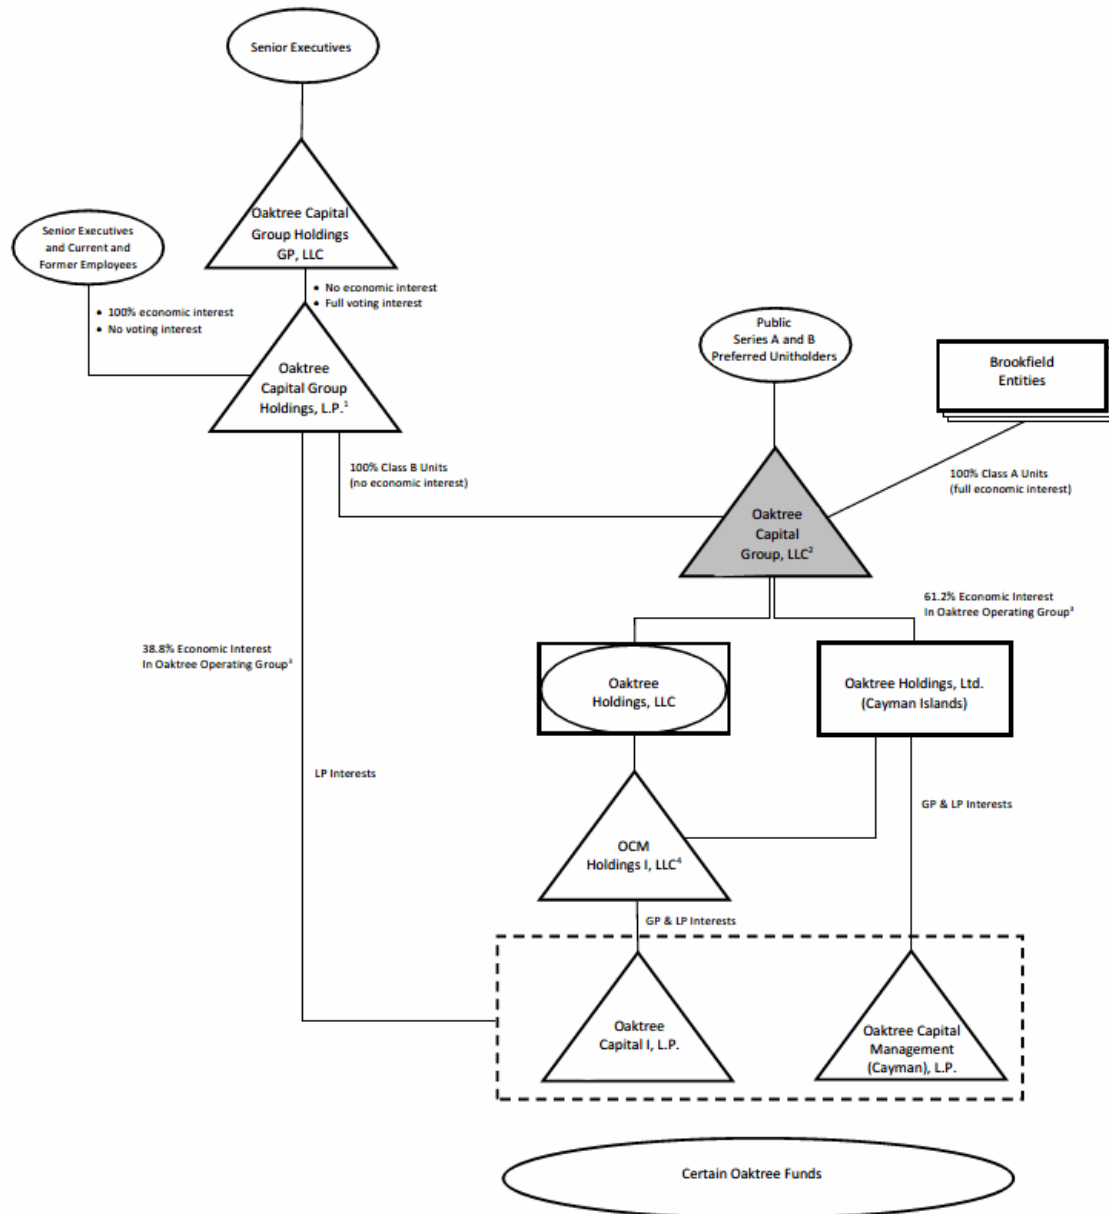 Senior Executives
Oaktree Capital
Group Holdings
GP, LLC
Senior Executives
and Current and
Former Employees
• No economic interest
• Full voting interest
• 100% economic interest
• No voting interest
Oaktree
Capital Group
Holdings, L.P.¹
Public
Series A and B
Preferred Unitholders
Brookfield
Entities
100% Class B Units
(no economic interest)
100% Class A Units
(full economic interest)
Oaktree
Capital
Group, LLC²
61.2% Economic Interest
In Oaktree Operating Group³
38.8% Economic Interest
In Oaktree Operating Group³
Oaktree
Holdings, LLC
Oaktree Holdings, Ltd.
(Cayman Islands)
LP Interests
GP & LP Interests
OCM
Holdings I, LLC⁴
GP & LP Interests
Oaktree
Capital I, L.P.
Oaktree Capital
Management
(Cayman), L.P.
Certain Oaktree Funds